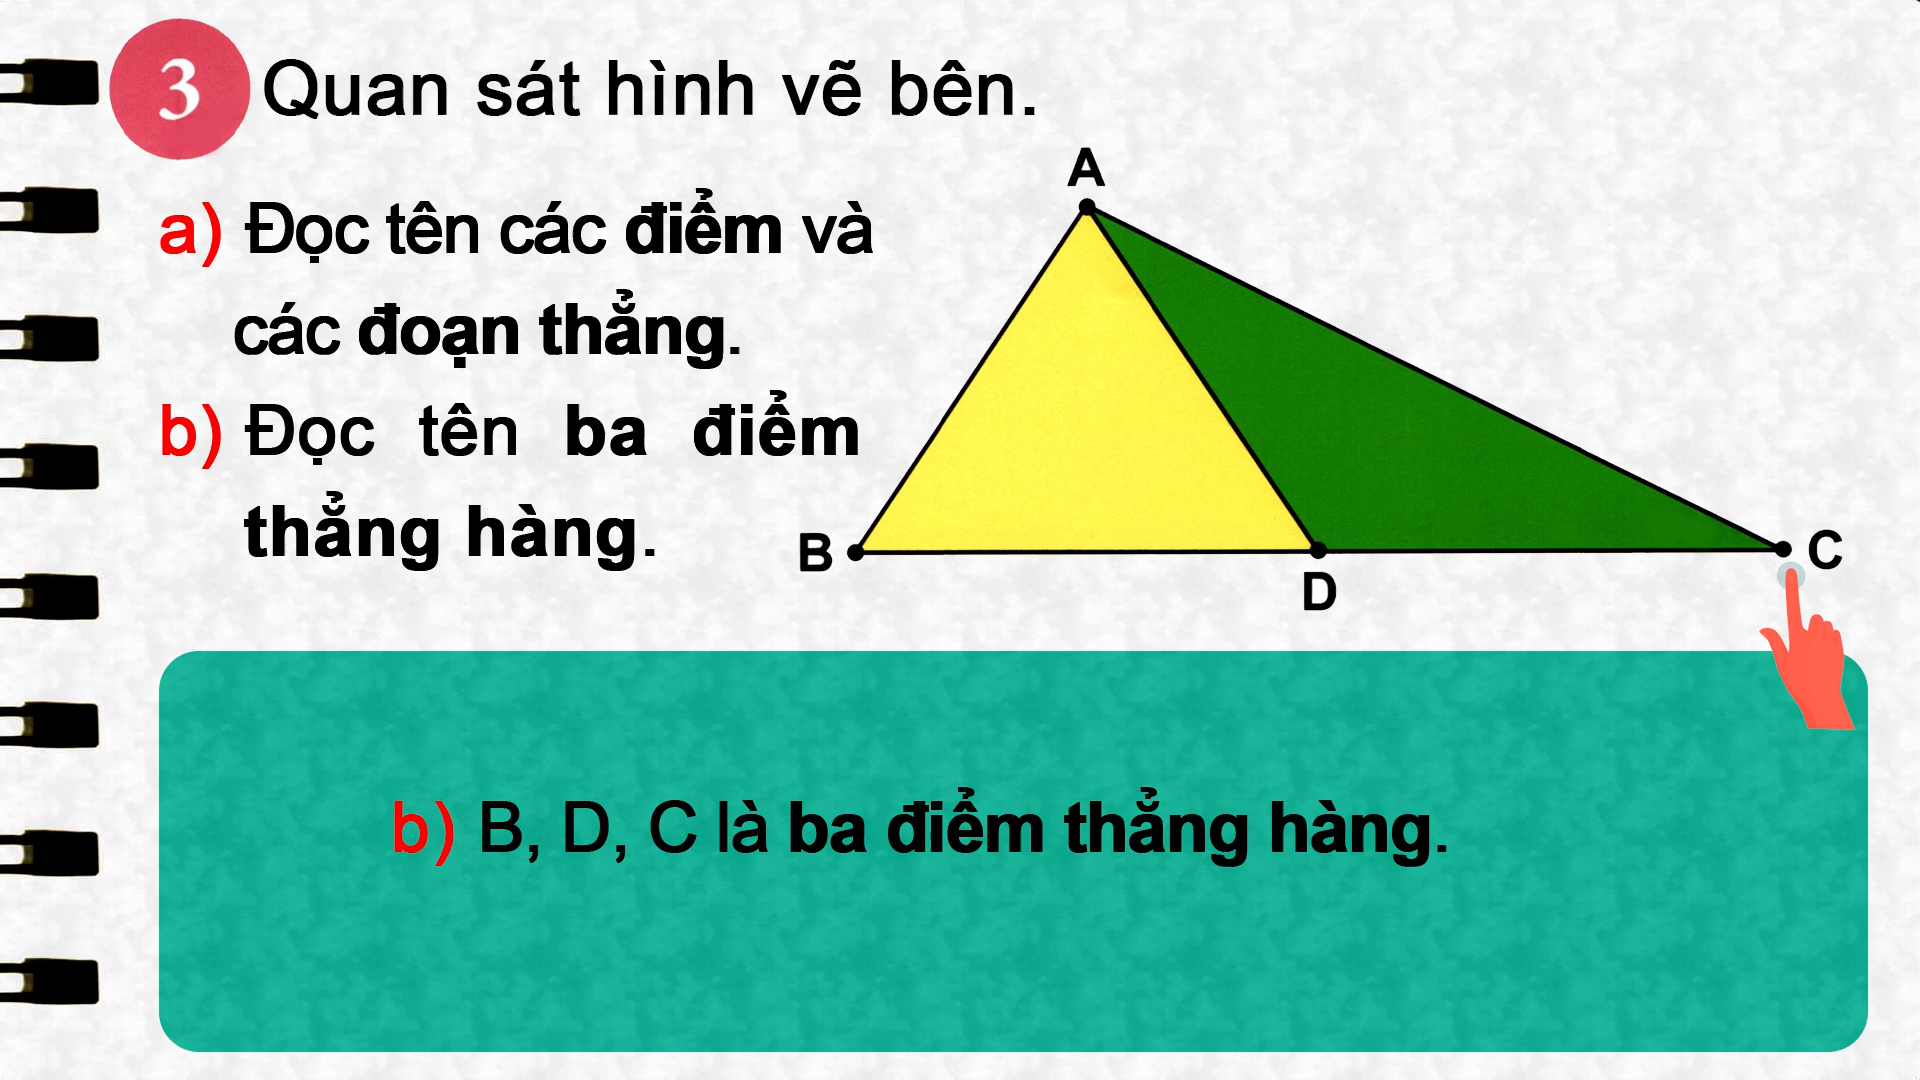 3 Quan sát hình vẽ bên.
a) Đọc tên các điểm và
các đoạn thẳng.
b) Đọc tên ba điểm
thẳng hàng.
A
B
D
C
b) B, D, C là ba điểm thẳng hàng.